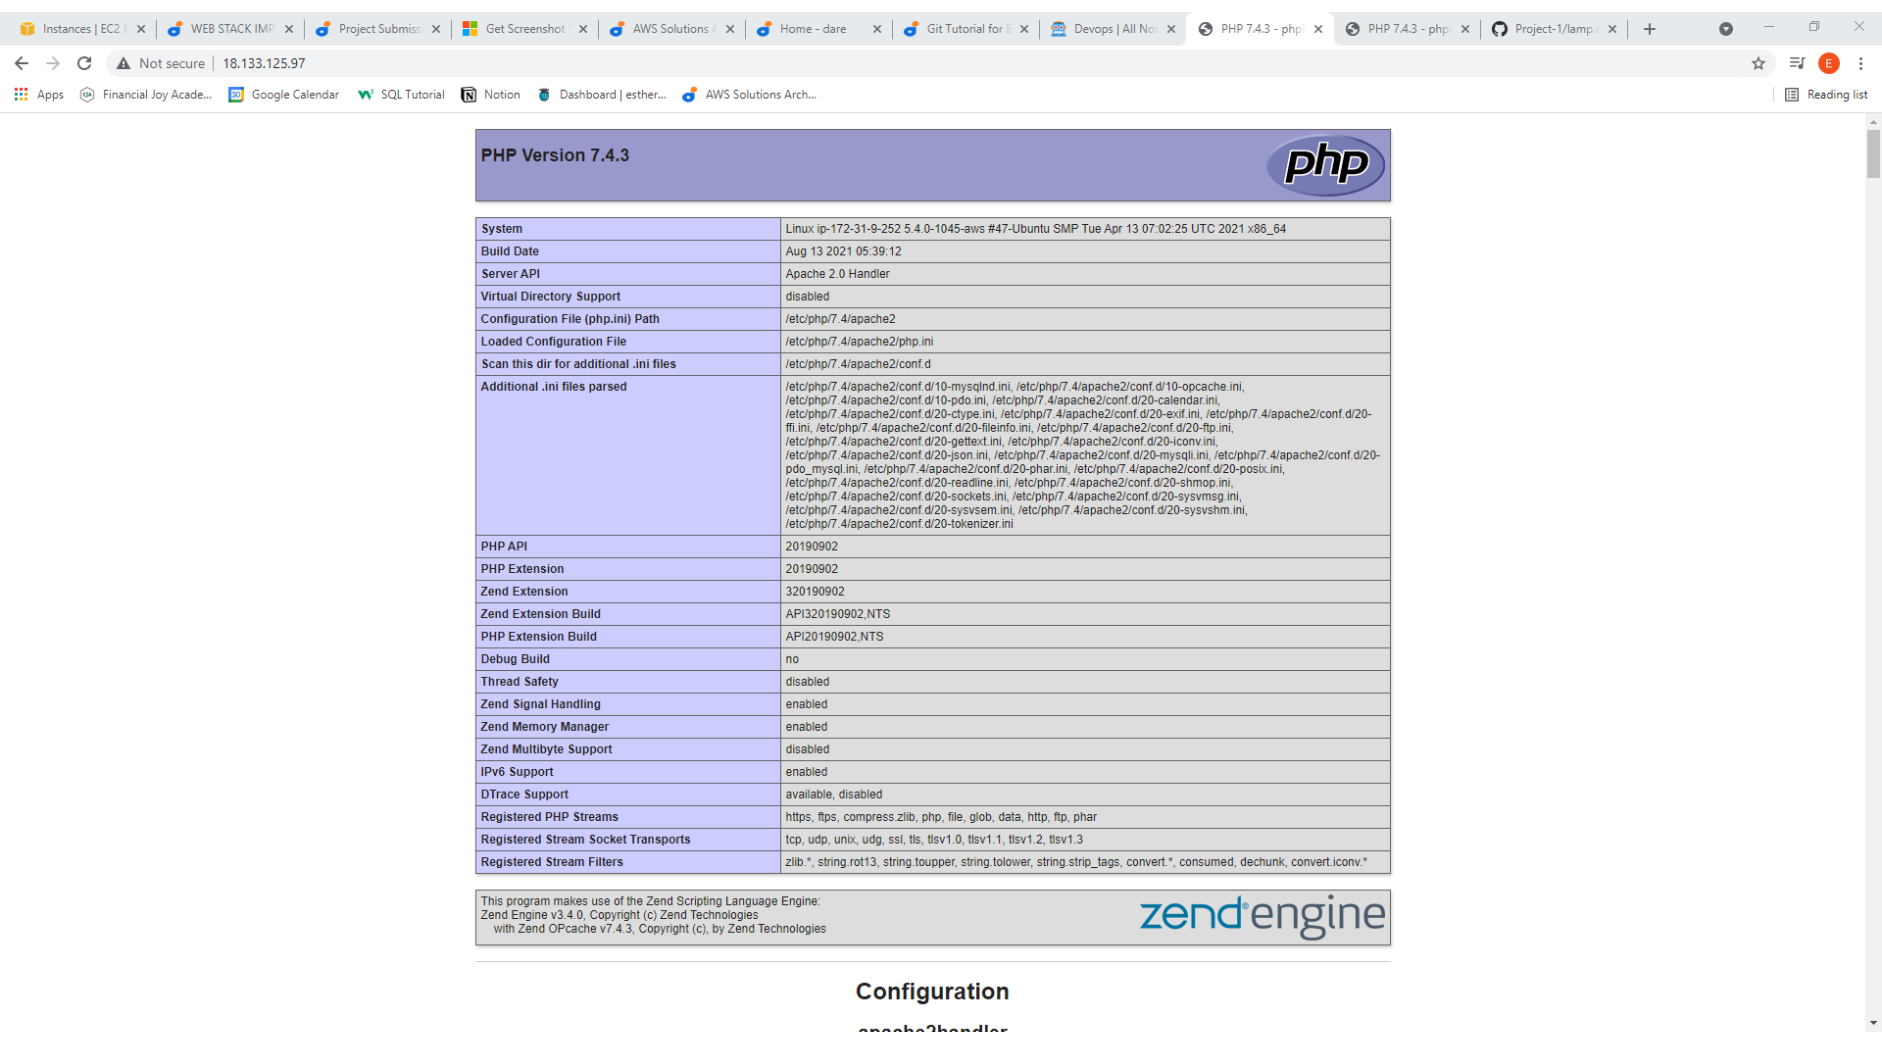 Instances | EC2
WEB STACK IMP
Project Submiss
Get Screenshot
AWS Solutions A
Home - dare
Git Tutorial for B
Devops | All Not
PHP 7.4.3 - phpi
PHP 7.4.3 - phpi
Project-1/lamp.r
Not secure | 18.133.125.97
E
Apps
Financial Joy Acade...
Google Calendar
SQL Tutorial
Notion
Dashboard | esther...
AWS Solutions Arch...
Reading list
PHP Version 7.4.3
php
System Linux ip-172-31-9-252 5.4.0-1045-aws #47-Ubuntu SMP Tue Apr 13 07:02:25 UTC 2021 x86_64
Build Date Aug 13 2021 05:39:12
Server API Apache 2.0 Handler
Virtual Directory Support disabled
Configuration File (php.ini) Path /etc/php/7.4/apache2
Loaded Configuration File /etc/php/7.4/apache2/php.ini
Scan this dir for additional .ini files /etc/php/7.4/apache2/conf.d
Additional .ini files parsed /etc/php/7.4/apache2/conf.d/10-mysqlnd.ini, /etc/php/7.4/apache2/conf.d/10-opcache.ini,
/etc/php/7.4/apache2/conf.d/10-pdo.ini, /etc/php/7.4/apache2/conf.d/20-calendar.ini,
/etc/php/7.4/apache2/conf.d/20-ctype.ini, /etc/php/7.4/apache2/conf.d/20-exif.ini, /etc/php/7.4/apache2/conf.d/20-
ffi.ini, /etc/php/7.4/apache2/conf.d/20-fileinfo.ini, /etc/php/7.4/apache2/conf.d/20-ftp.ini,
/etc/php/7.4/apache2/conf.d/20-gettext.ini, /etc/php/7.4/apache2/conf.d/20-iconv.ini,
/etc/php/7.4/apache2/conf.d/20-json.ini, /etc/php/7.4/apache2/conf.d/20-mysqli.ini, /etc/php/7.4/apache2/conf.d/20-
pdo_mysql.ini, /etc/php/7.4/apache2/conf.d/20-phar.ini, /etc/php/7.4/apache2/conf.d/20-posix.ini,
/etc/php/7.4/apache2/conf.d/20-readline.ini, /etc/php/7.4/apache2/conf.d/20-shmop.ini,
/etc/php/7.4/apache2/conf.d/20-sockets.ini, /etc/php/7.4/apache2/conf.d/20-sysvmsg.ini,
/etc/php/7.4/apache2/conf.d/20-sysvsem.ini, /etc/php/7.4/apache2/conf.d/20-sysvshm.ini,
/etc/php/7.4/apache2/conf.d/20-tokenizer.ini
PHP API 20190902
PHP Extension 20190902
Zend Extension 320190902
Zend Extension Build API320190902,NTS
PHP Extension Build API20190902,NTS
Debug Build no
Thread Safety disabled
Zend Signal Handling enabled
Zend Memory Manager enabled
Zend Multibyte Support disabled
IPv6 Support enabled
DTrace Support available, disabled
Registered PHP Streams https, ftps, compress.zlib, php, file, glob, data, http, ftp, phar
Registered Stream Socket Transports tcp, udp, unix, udg, ssl, tls, tlsv1.0, tlsv1.1, tlsv1.2, tlsv1.3
Registered Stream Filters zlib.*, string.rot13, string.toupper, string.tolower, string.strip_tags, convert.*, consumed, dechunk, convert.iconv.*
This program makes use of the Zend Scripting Language Engine:
Zend Engine v3.4.0, Copyright (c) Zend Technologies
with Zend OPcache v7.4.3, Copyright (c), by Zend Technologies
zend engine
Configuration
apache2handler